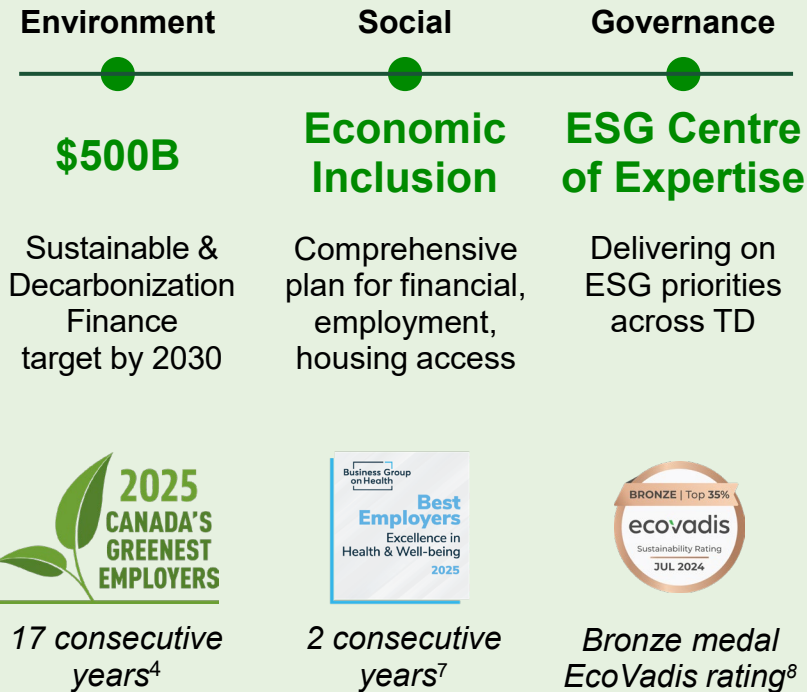 Environment
Social
Governance
$500B
Economic
Inclusion
ESG Centre
of Expertise
Sustainable &
Decarbonization
Finance
target by 2030
Comprehensive
plan for financial,
employment,
housing access
Delivering on
ESG priorities
across TD
2025
CANADA'S
GREENEST
EMPLOYERS
Business Group
on Health
Best
Employers
Excellence in
Health & Well-being
2025
BRONZE | Top 35%
ecovadis
Sustainability Rating
JUL 2024
17 consecutive
years⁴
2 consecutive
years⁷
Bronze medal
EcoVadis rating⁸